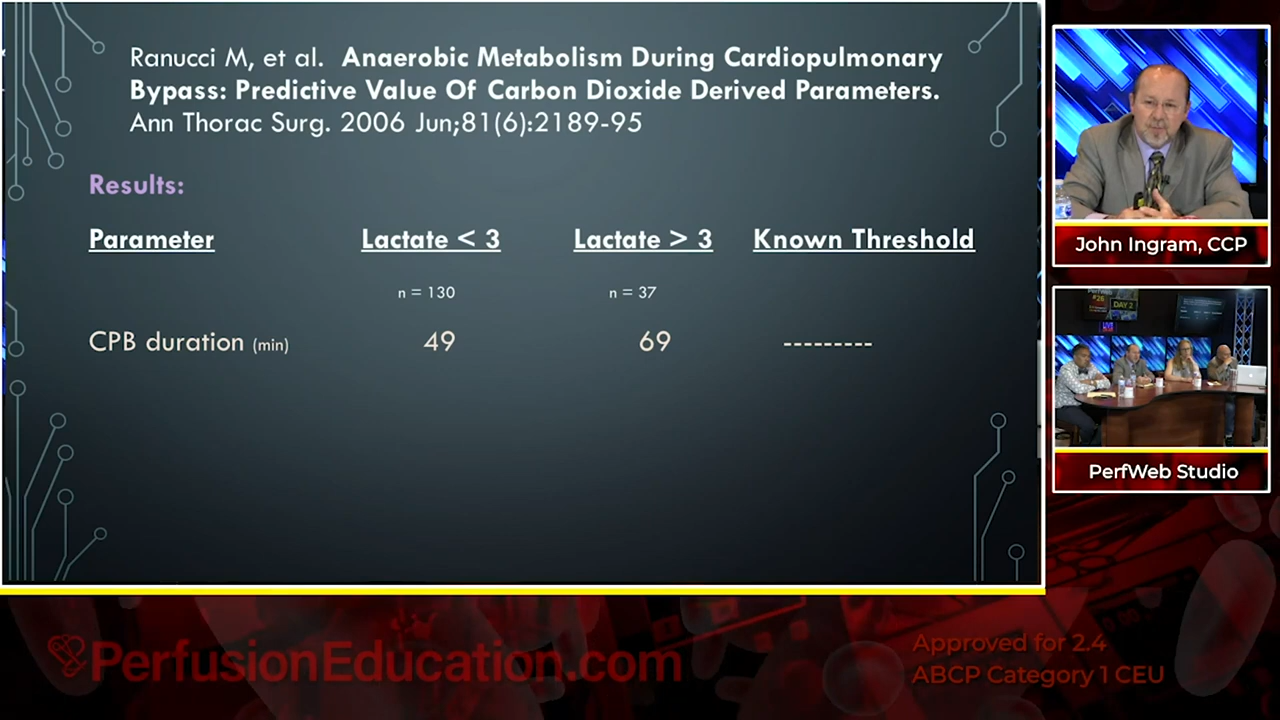 Ranucci M, et al. Anaerobic Metabolism During Cardiopulmonary
Bypass: Predictive Value Of Carbon Dioxide Derived Parameters.
Ann Thorac Surg. 2006 Jun;81(6):2189-95
Results:
Parameter Lactate < 3 Lactate > 3 Known Threshold
n = 130 n = 37
CPB duration (min) 49 69 ---------
John Ingram, CCP
DAY 2
PerfWeb Studio
PerfusionEducation.com
Approved for 2.4
ABCP Category 1 CEU